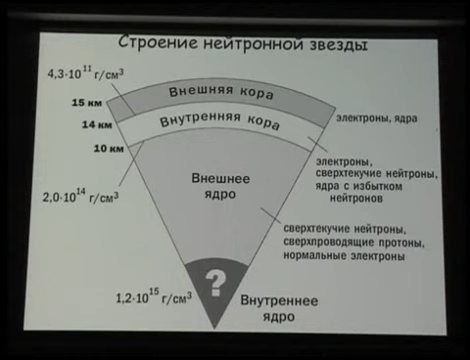 Строение нейтронной звезды
4,3·10¹¹ г/см³
Внешняя кора
15 км
Внутренняя кора
14 км
электроны, ядра
10 км
электроны,
сверхтекучие нейтроны,
ядра с избытком
нейтронов
Внешнее
ядро
2,0·10¹⁴ г/см³
сверхтекучие нейтроны,
сверхпроводящие протоны,
нормальные электроны
?
1,2·10¹⁵ г/см³
Внутреннее
ядро